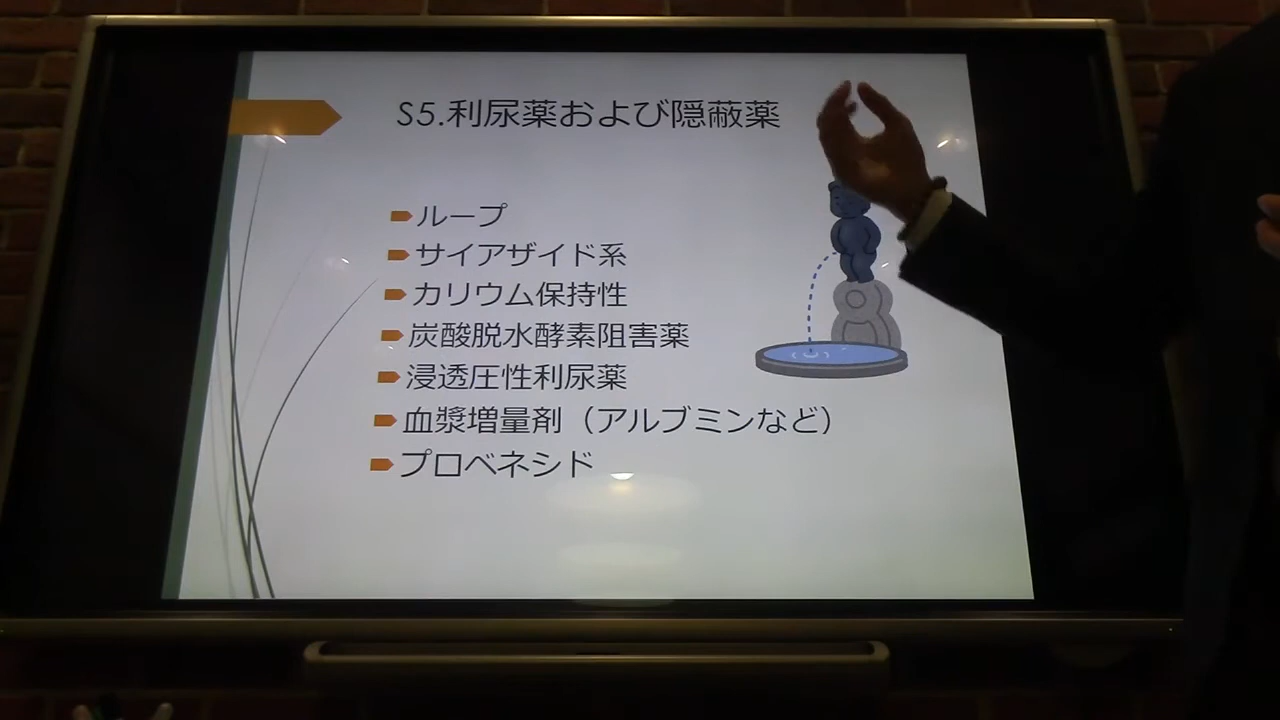 S5.利尿薬および隠蔽薬
ループ
サイアザイド系
カリウム保持性
炭酸脱水酵素阻害薬
浸透圧性利尿薬
血漿増量剤（アルブミンなど）
プロベネシド